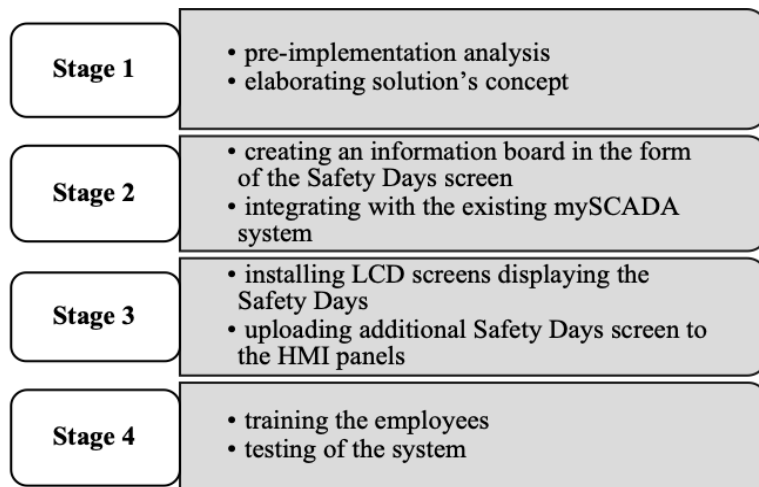 Stage 1
• pre-implementation analysis
• elaborating solution’s concept
Stage 2
• creating an information board in the form
of the Safety Days screen
• integrating with the existing mySCADA
system
Stage 3
• installing LCD screens displaying the
Safety Days
• uploading additional Safety Days screen to
the HMI panels
Stage 4
• training the employees
• testing of the system